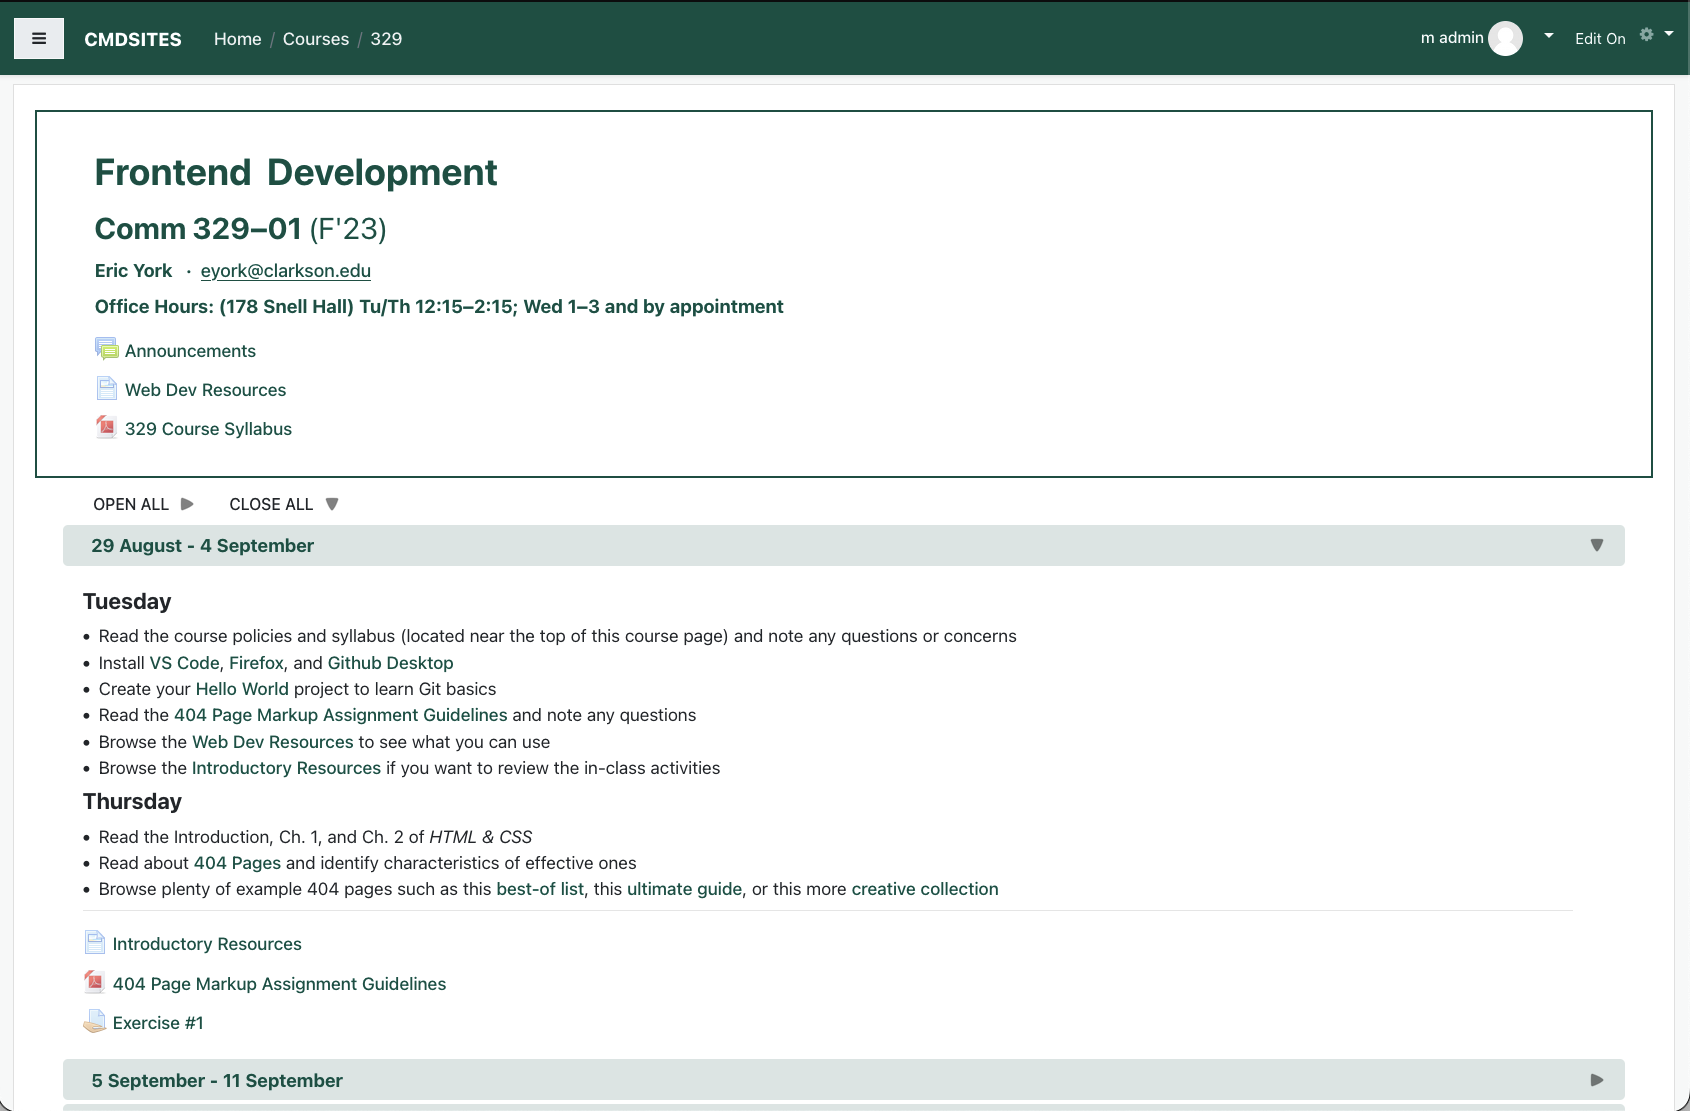 CMDSITES Home / Courses / 329 m admin Edit On
Frontend Development
Comm 329–01 (F'23)
Eric York · eyork@clarkson.edu
Office Hours: (178 Snell Hall) Tu/Th 12:15–2:15; Wed 1–3 and by appointment
Announcements
Web Dev Resources
329 Course Syllabus
OPEN ALL CLOSE ALL
29 August - 4 September
Tuesday
• Read the course policies and syllabus (located near the top of this course page) and note any questions or concerns
• Install VS Code, Firefox, and Github Desktop
• Create your Hello World project to learn Git basics
• Read the 404 Page Markup Assignment Guidelines and note any questions
• Browse the Web Dev Resources to see what you can use
• Browse the Introductory Resources if you want to review the in-class activities
Thursday
• Read the Introduction, Ch. 1, and Ch. 2 of HTML & CSS
• Read about 404 Pages and identify characteristics of effective ones
• Browse plenty of example 404 pages such as this best-of list, this ultimate guide, or this more creative collection
Introductory Resources
404 Page Markup Assignment Guidelines
Exercise #1
5 September - 11 September